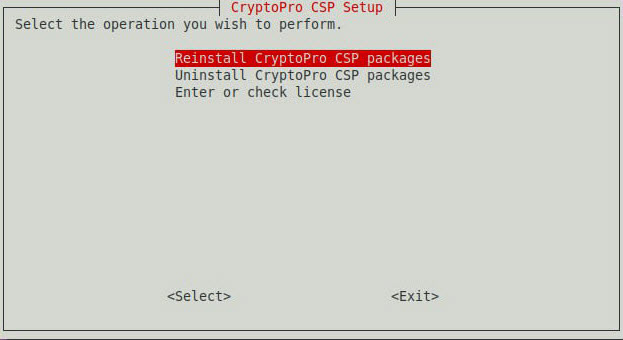 CryptoPro CSP Setup
Select the operation you wish to perform.
Reinstall CryptoPro CSP packages
Uninstall CryptoPro CSP packages
Enter or check license
<Select> <Exit>